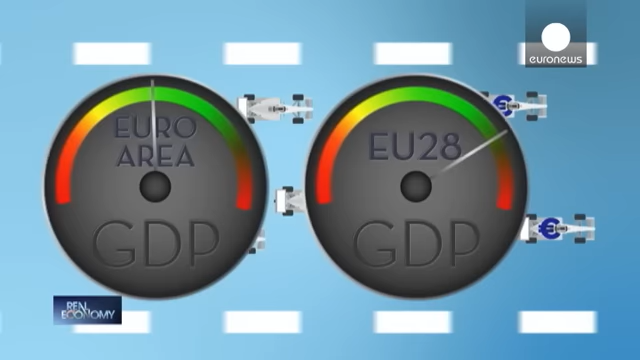 euronews
EURO
AREA
GDP
EU28
GDP
€
€
REAL
ECONOMY